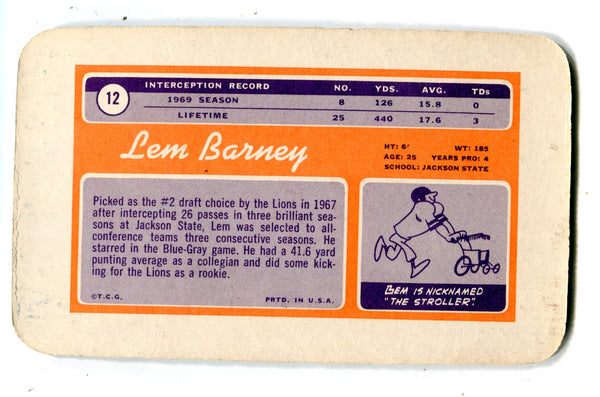 12 INTERCEPTION RECORD NO. YDS. AVG. TDs
1969 SEASON 8 126 15.8 0
LIFETIME 25 440 17.6 3
Lem Barney
HT: 6' WT: 185
AGE: 25 YEARS PRO: 4
SCHOOL: JACKSON STATE
Picked as the #2 draft choice by the Lions in 1967
after intercepting 26 passes in three brilliant sea-
sons at Jackson State, Lem was selected to all-
conference teams three consecutive seasons. He
starred in the Blue-Gray game. He had a 41.6 yard
punting average as a collegian and did some kick-
ing for the Lions as a rookie.
©T.C.G. PRTD. IN U.S.A.
BEM IS NICKNAMED
"THE STROLLER".